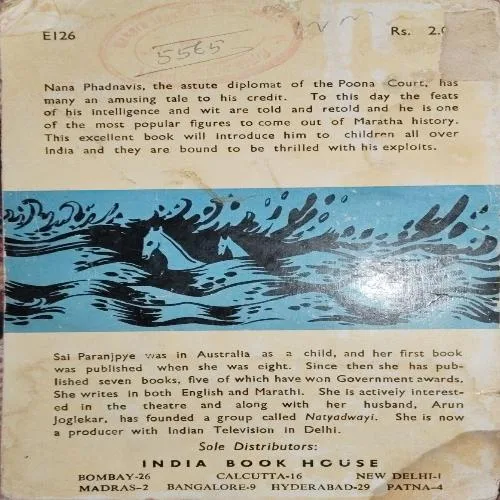 E126
Rs. 2.0
5565
Nana Phadnavis, the astute diplomat of the Poona Court, has
many an amusing tale to his credit. To this day the feats
of his intelligence and wit are told and retold and he is one
of the most popular figures to come out of Maratha history.
This excellent book will introduce him to children all over
India and they are bound to be thrilled with his exploits.
Sai Paranjpye was in Australia as a child, and her first book
was published when she was eight. Since then she has pub-
lished seven books, five of which have won Government awards.
She writes in both English and Marathi. She is actively interest-
ed in the theatre and along with her husband, Arun
Joglekar, has founded a group called Natyadwayi. She is now
a producer with Indian Television in Delhi.
Sole Distributors:
INDIA BOOK HOUSE
BOMBAY-26 CALCUTTA-16 NEW DELHI-1
MADRAS-2 BANGALORE-9 HYDERABAD-29 PATNA-4